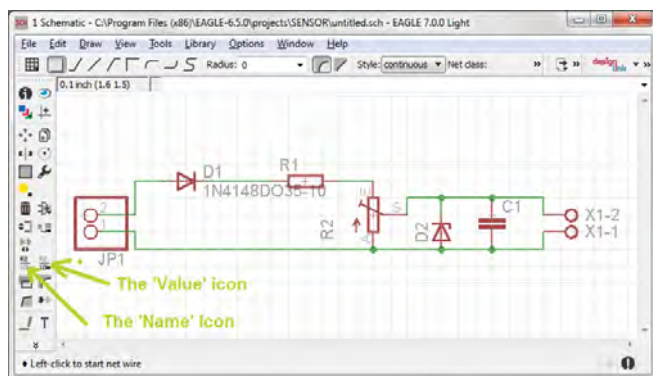 1 Schematic - C:\Program Files (x86)\EAGLE-6.5.0\projects\SENSOR\untitled.sch - EAGLE 7.0.0 Light
File Edit Draw View Tools Library Options Window Help
Radius: 0 Style: continuous Net class: » » design link »
0.1 inch (1.6 1.5)
D1
1N4148DO35-10
R1
2
1
JP1
R2
E
S
A
D2
C1
X1-2
X1-1
The 'Value' icon
The 'Name' Icon
T
Left-click to start net wire